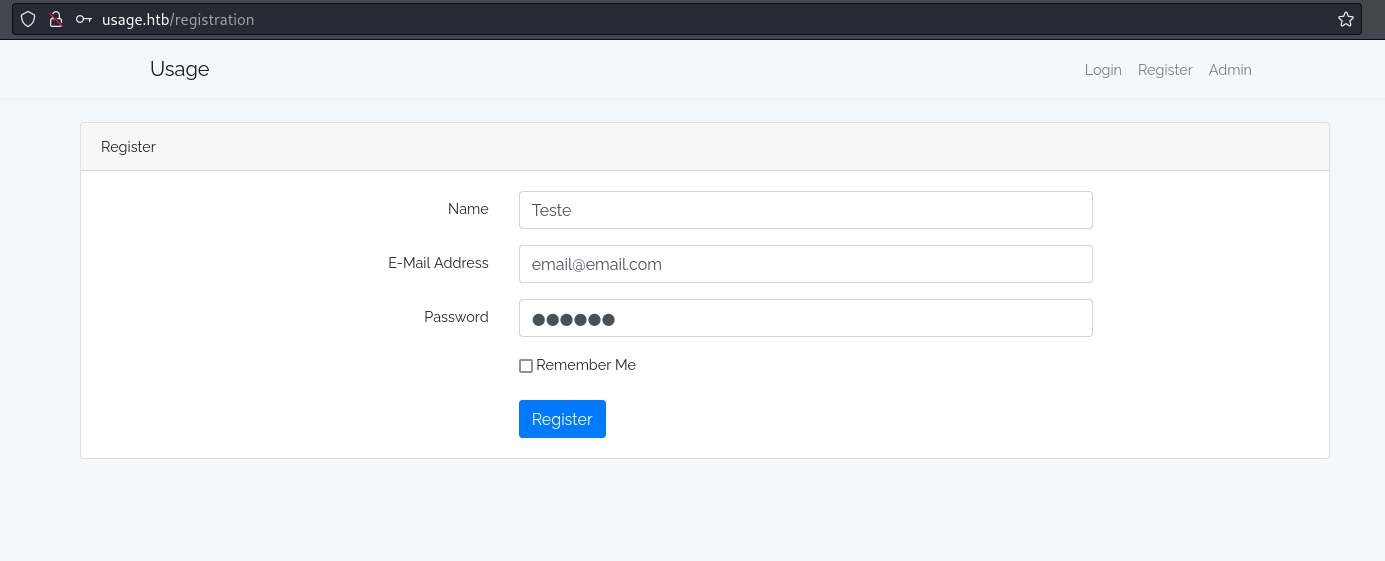 usage.htb/registration
Usage Login Register Admin
Register
Name Teste
E-Mail Address email@email.com
Password ●●●●●●
Remember Me
Register